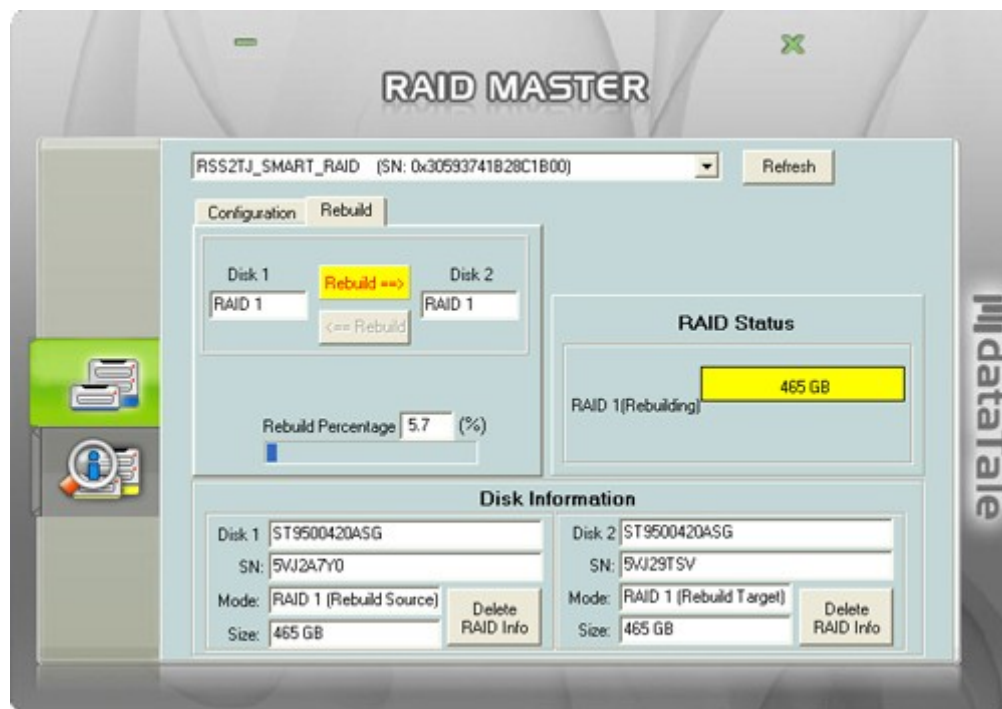 RAID MASTER
RSS2TJ_SMART_RAID (SN: 0x30593741B28C1B00)
Refresh
Configuration Rebuild
Disk 1
RAID 1
Rebuild ==>
<== Rebuild
Disk 2
RAID 1
Rebuild Percentage 5.7 (%)
RAID Status
RAID 1(Rebuilding)
465 GB
dataTale
Disk Information
Disk 1 ST9500420ASG
SN: 5VJ2A7Y0
Mode: RAID 1 (Rebuild Source)
Size: 465 GB
Delete
RAID Info
Disk 2 ST9500420ASG
SN: 5VJ29TSV
Mode: RAID 1 (Rebuild Target)
Size: 465 GB
Delete
RAID Info